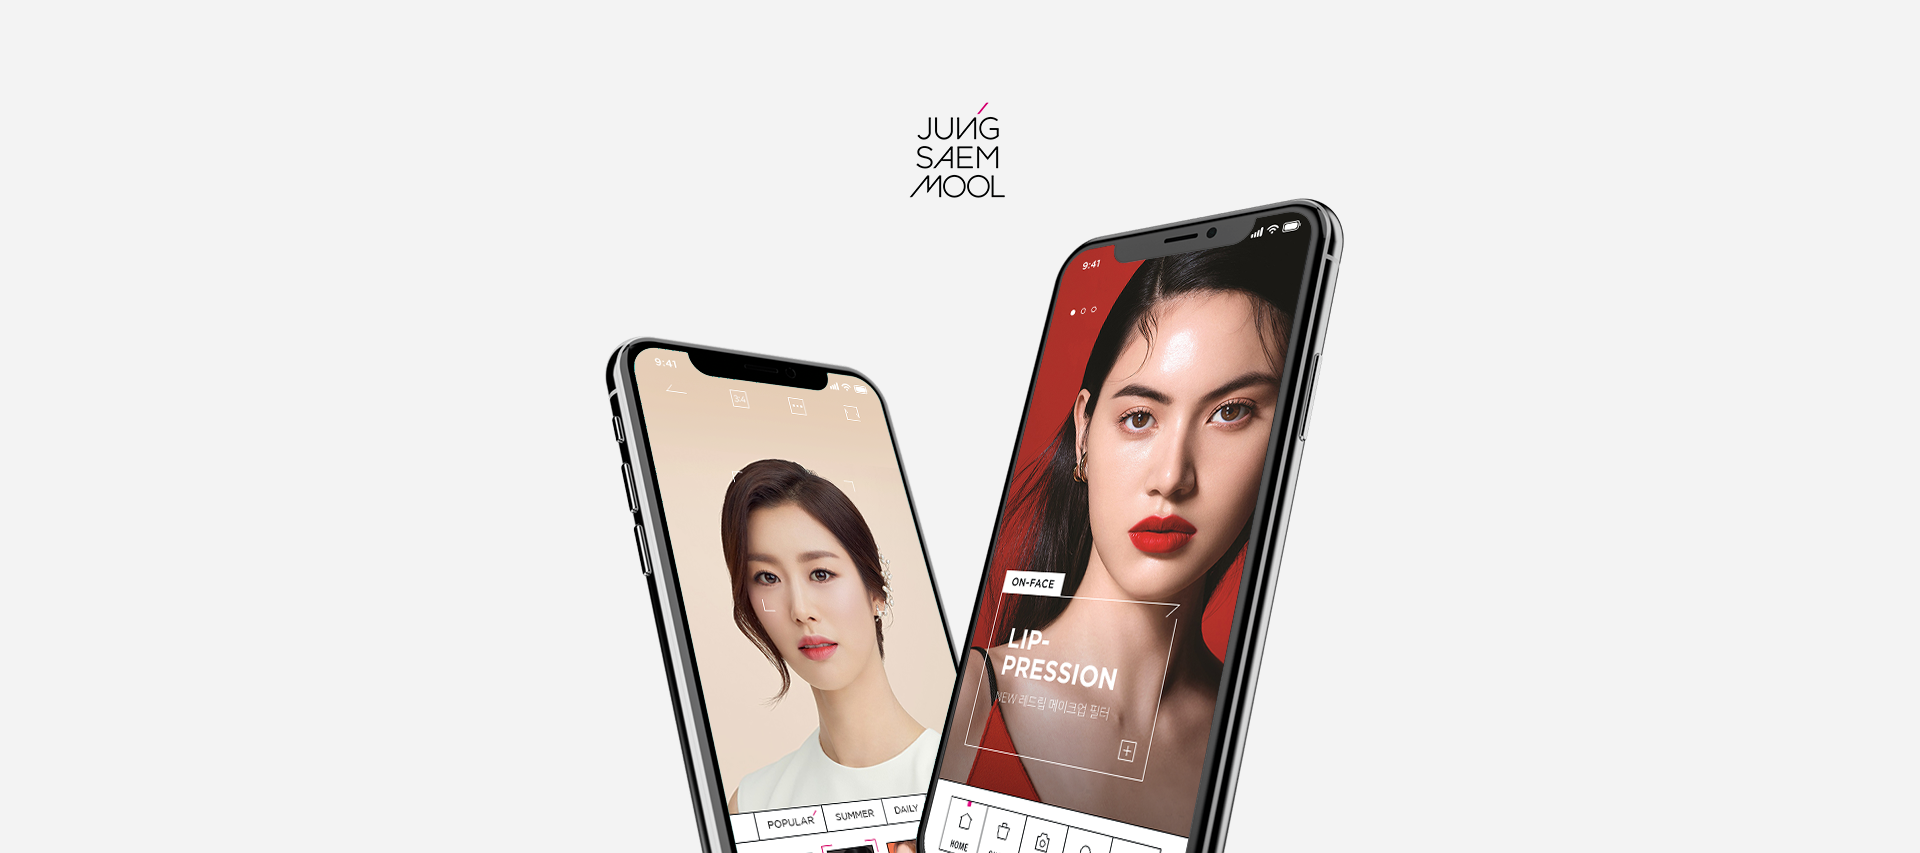 JUNG
SAEM
MOOL
9:41
34
POPULAR
SUMMER
DAILY
9:41
ON-FACE
LIP-
PRESSION
NEW 레드립 메이크업 필터
HOME